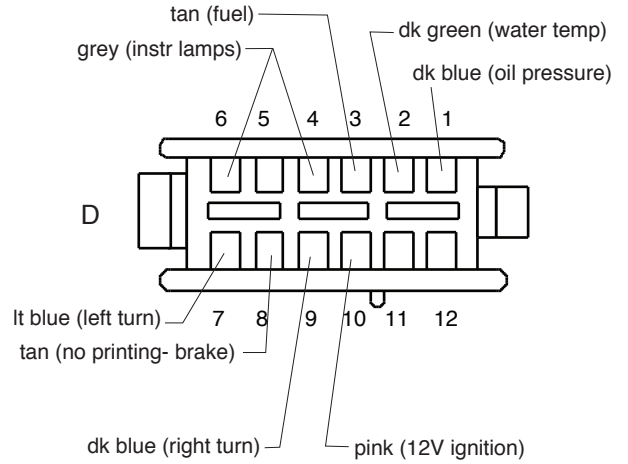 tan (fuel)
dk green (water temp)
grey (instr lamps)
dk blue (oil pressure)
6 5 4 3 2 1
D
lt blue (left turn)
7 8 9 10 11 12
tan (no printing- brake)
dk blue (right turn)
pink (12V ignition)